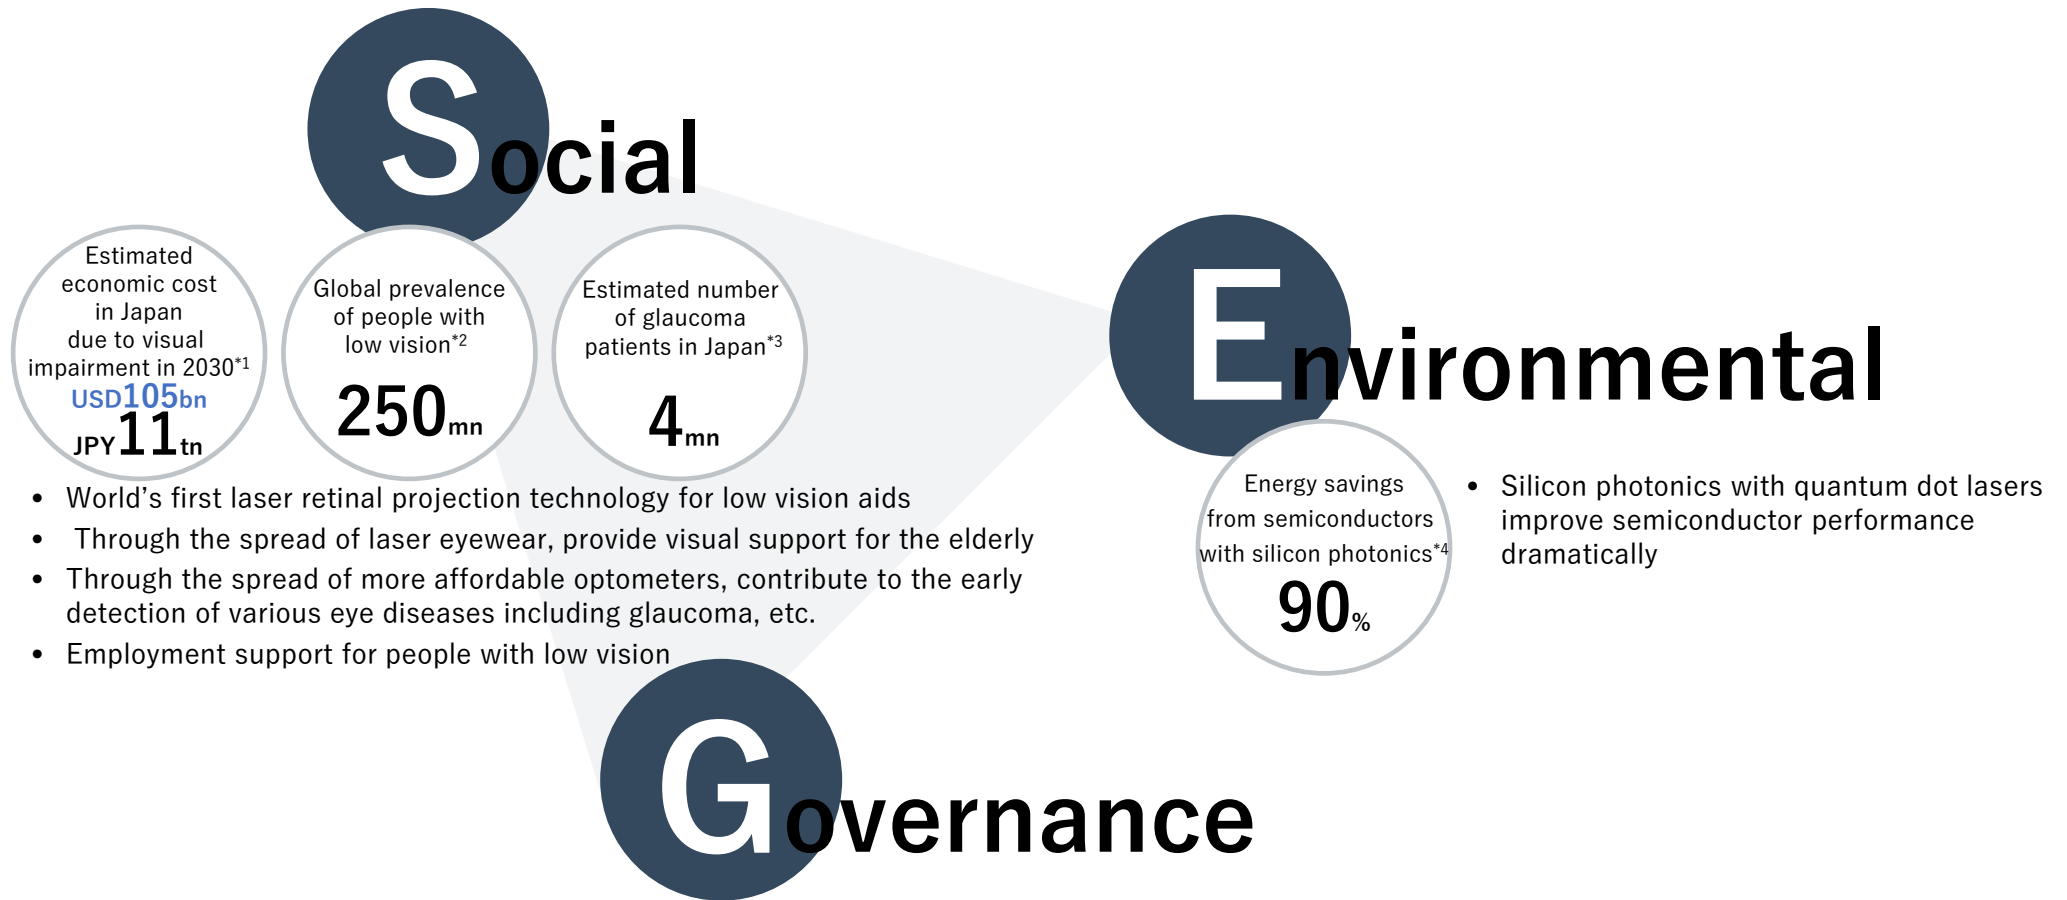 Social
Estimated
economic cost
in Japan
due to visual
impairment in 2030*1
USD105bn
JPY11tn
Global prevalence
of people with
low vision*2
250mn
Estimated number
of glaucoma
patients in Japan*3
4mn
• World’s first laser retinal projection technology for low vision aids
• Through the spread of laser eyewear, provide visual support for the elderly
• Through the spread of more affordable optometers, contribute to the early
detection of various eye diseases including glaucoma, etc.
• Employment support for people with low vision
Environmental
Energy savings
from semiconductors
with silicon photonics*4
90%
• Silicon photonics with quantum dot lasers
improve semiconductor performance
dramatically
Governance